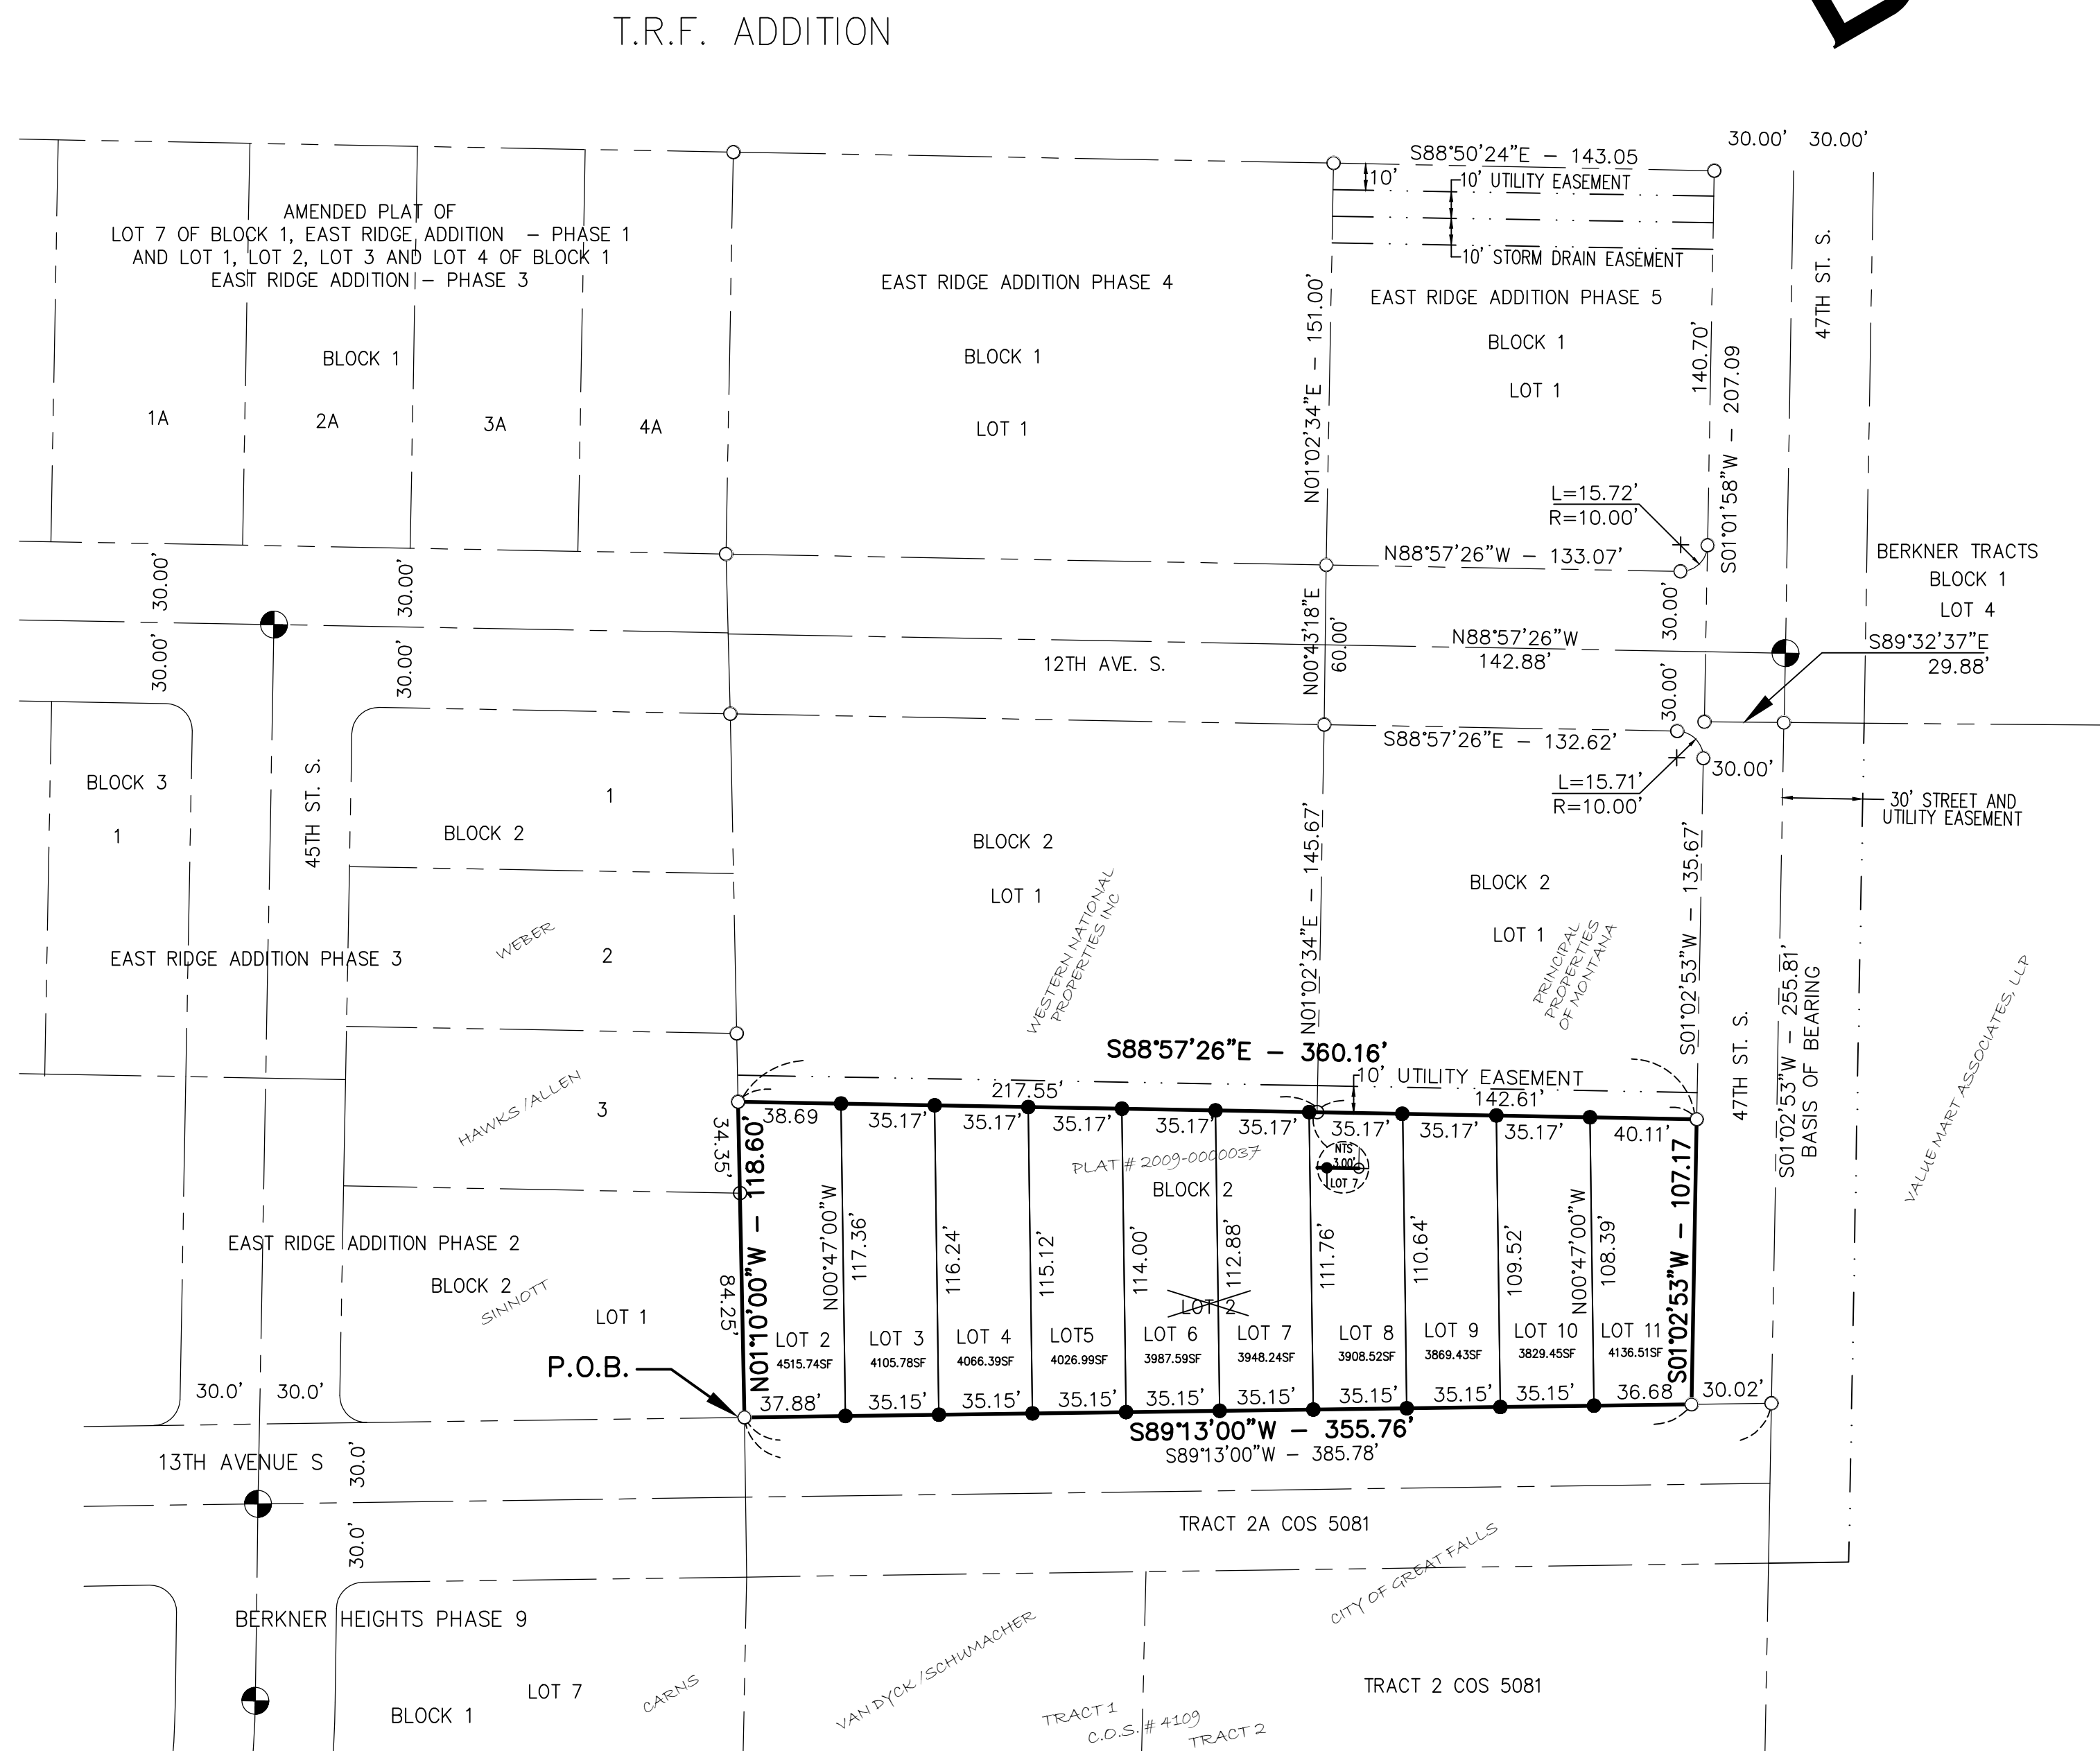 T.R.F. ADDITION
30.00' 30.00'
S88°50'24"E – 143.05
10'
10' UTILITY EASEMENT
10' STORM DRAIN EASEMENT
AMENDED PLAT OF
LOT 7 OF BLOCK 1, EAST RIDGE ADDITION – PHASE 1
AND LOT 1, LOT 2, LOT 3 AND LOT 4 OF BLOCK 1
EAST RIDGE ADDITION – PHASE 3
BLOCK 1
1A
2A
3A
4A
EAST RIDGE ADDITION PHASE 4
BLOCK 1
LOT 1
N01°02'34"E – 151.00'
EAST RIDGE ADDITION PHASE 5
BLOCK 1
LOT 1
140.70'
S01°01'58"W – 207.09
47TH ST. S.
L=15.72'
R=10.00'
N88°57'26"W – 133.07'
BERKNER TRACTS
BLOCK 1
LOT 4
S89°32'37"E
29.88'
30.00'
30.00'
30.00'
30.00'
12TH AVE. S.
N00°43'18"E
60.00'
N88°57'26"W
142.88'
30.00'
30.00'
S88°57'26"E – 132.62'
L=15.71'
R=10.00'
30.00'
30' STREET AND
UTILITY EASEMENT
BLOCK 3
1
45TH ST. S.
BLOCK 2
1
WEBER
2
EAST RIDGE ADDITION PHASE 3
HAWKS/ALLEN
3
BLOCK 2
LOT 1
WESTERN NATIONAL
PROPERTIES INC
N01°02'34"E – 145.67'
BLOCK 2
LOT 1
PRINCIPAL
PROPERTIES
OF MONTANA
S01°02'53"W – 135.67'
47TH ST. S.
S01°02'53"W – 255.81'
BASIS OF BEARING
VALUE MART ASSOCIATES, LLP
S88°57'26"E – 360.16'
10' UTILITY EASEMENT
217.55'
142.61'
38.69 35.17' 35.17' 35.17' 35.17' 35.17' 35.17' 35.17' 35.17' 40.11'
PLAT # 2009-0000037
NTS
3.00'
LOT 7
BLOCK 2
34.35'
84.25'
N01°10'00"W – 118.60'
N00°47'00"W
117.36'
116.24'
115.12'
114.00'
112.88'
111.76'
110.64'
109.52'
N00°47'00"W
108.39'
S01°02'53"W – 107.17
LOT 2
LOT 2 LOT 3 LOT 4 LOT5 LOT 6 LOT 7 LOT 8 LOT 9 LOT 10 LOT 11
4515.74SF 4105.78SF 4066.39SF 4026.99SF 3987.59SF 3948.24SF 3908.52SF 3869.43SF 3829.45SF 4136.51SF
37.88' 35.15' 35.15' 35.15' 35.15' 35.15' 35.15' 35.15' 35.15' 36.68 30.02'
S89°13'00"W – 355.76'
S89°13'00"W – 385.78'
P.O.B.
EAST RIDGE ADDITION PHASE 2
BLOCK 2
SINNOTT
LOT 1
30.0' 30.0'
13TH AVENUE S
30.0'
30.0'
TRACT 2A COS 5081
CITY OF GREAT FALLS
BERKNER HEIGHTS PHASE 9
LOT 7
BLOCK 1
CARNS
VAN DYCK/SCHUMACHER
TRACT 1
C.O.S. # 4109
TRACT 2
TRACT 2 COS 5081